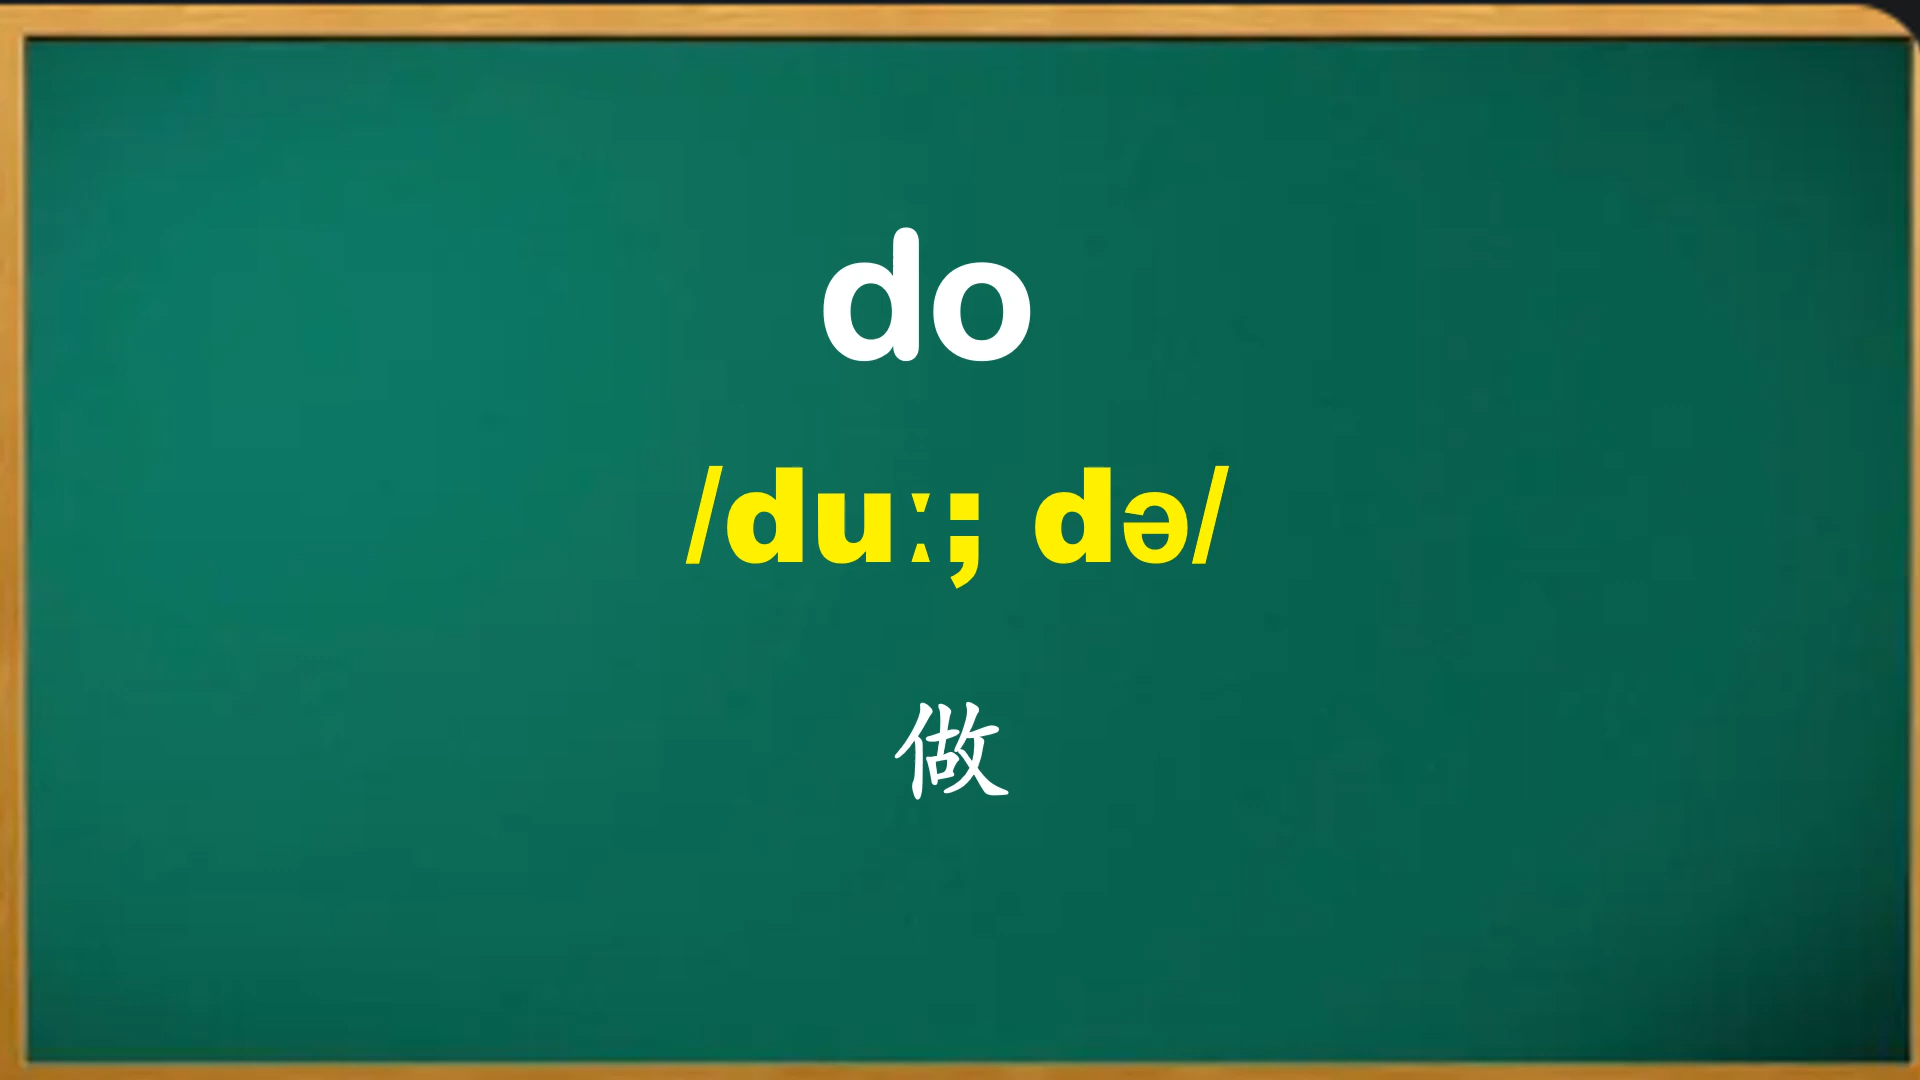 do
/duː; də/
做